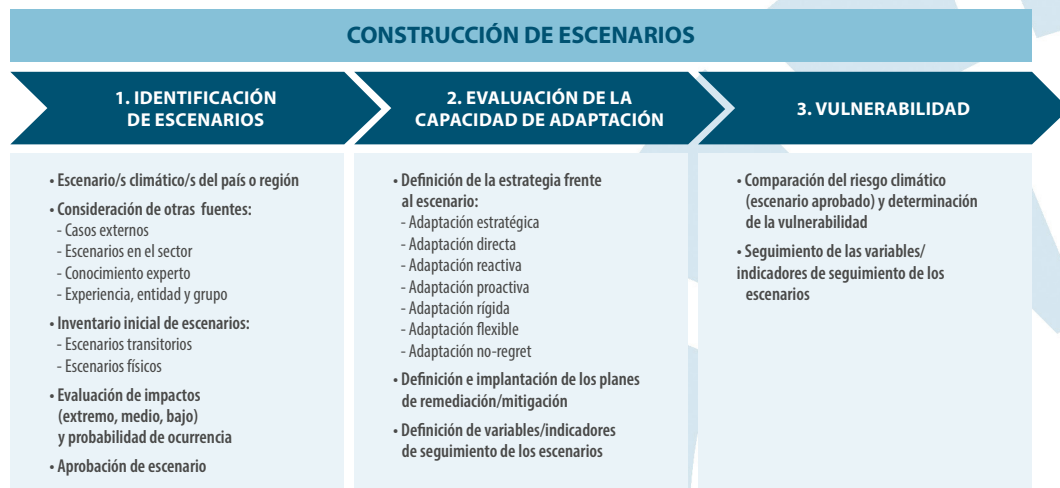 CONSTRUCCIÓN DE ESCENARIOS
1. IDENTIFICACIÓN
DE ESCENARIOS
• Escenario/s climático/s del país o región
• Consideración de otras fuentes:
- Casos externos
- Escenarios en el sector
- Conocimiento experto
- Experiencia, entidad y grupo
• Inventario inicial de escenarios:
- Escenarios transitorios
- Escenarios físicos
• Evaluación de impactos
(extremo, medio, bajo)
y probabilidad de ocurrencia
• Aprobación de escenario
2. EVALUACIÓN DE LA
CAPACIDAD DE ADAPTACIÓN
• Definición de la estrategia frente
al escenario:
- Adaptación estratégica
- Adaptación directa
- Adaptación reactiva
- Adaptación proactiva
- Adaptación rígida
- Adaptación flexible
- Adaptación no-regret
• Definición e implantación de los planes
de remediación/mitigación
• Definición de variables/indicadores
de seguimiento de los escenarios
3. VULNERABILIDAD
• Comparación del riesgo climático
(escenario aprobado) y determinación
de la vulnerabilidad
• Seguimiento de las variables/
indicadores de seguimiento de los
escenarios